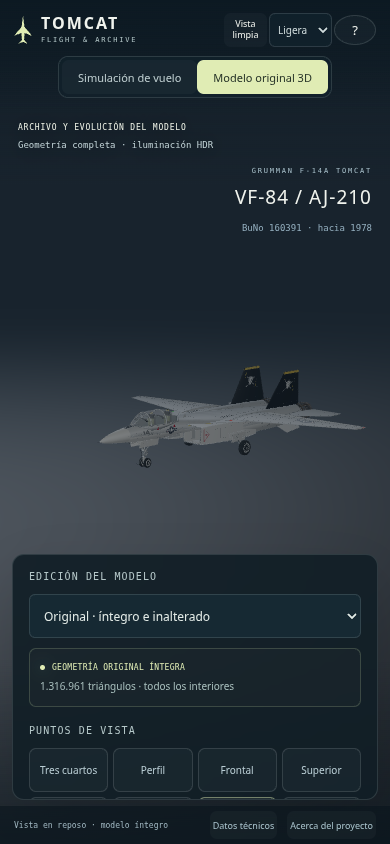 TOMCAT
FLIGHT & ARCHIVE
Vista
limpia
Ligera
?
Simulación de vuelo
Modelo original 3D
ARCHIVO Y EVOLUCIÓN DEL MODELO
Geometría completa · iluminación HDR
GRUMMAN F-14A TOMCAT
VF-84 / AJ-210
BuNo 160391 · hacia 1978
EDICIÓN DEL MODELO
Original · íntegro e inalterado
GEOMETRÍA ORIGINAL ÍNTEGRA
1.316.961 triángulos · todos los interiores
PUNTOS DE VISTA
Tres cuartos
Perfil
Frontal
Superior
Vista en reposo · modelo íntegro
Datos técnicos
Acerca del proyecto